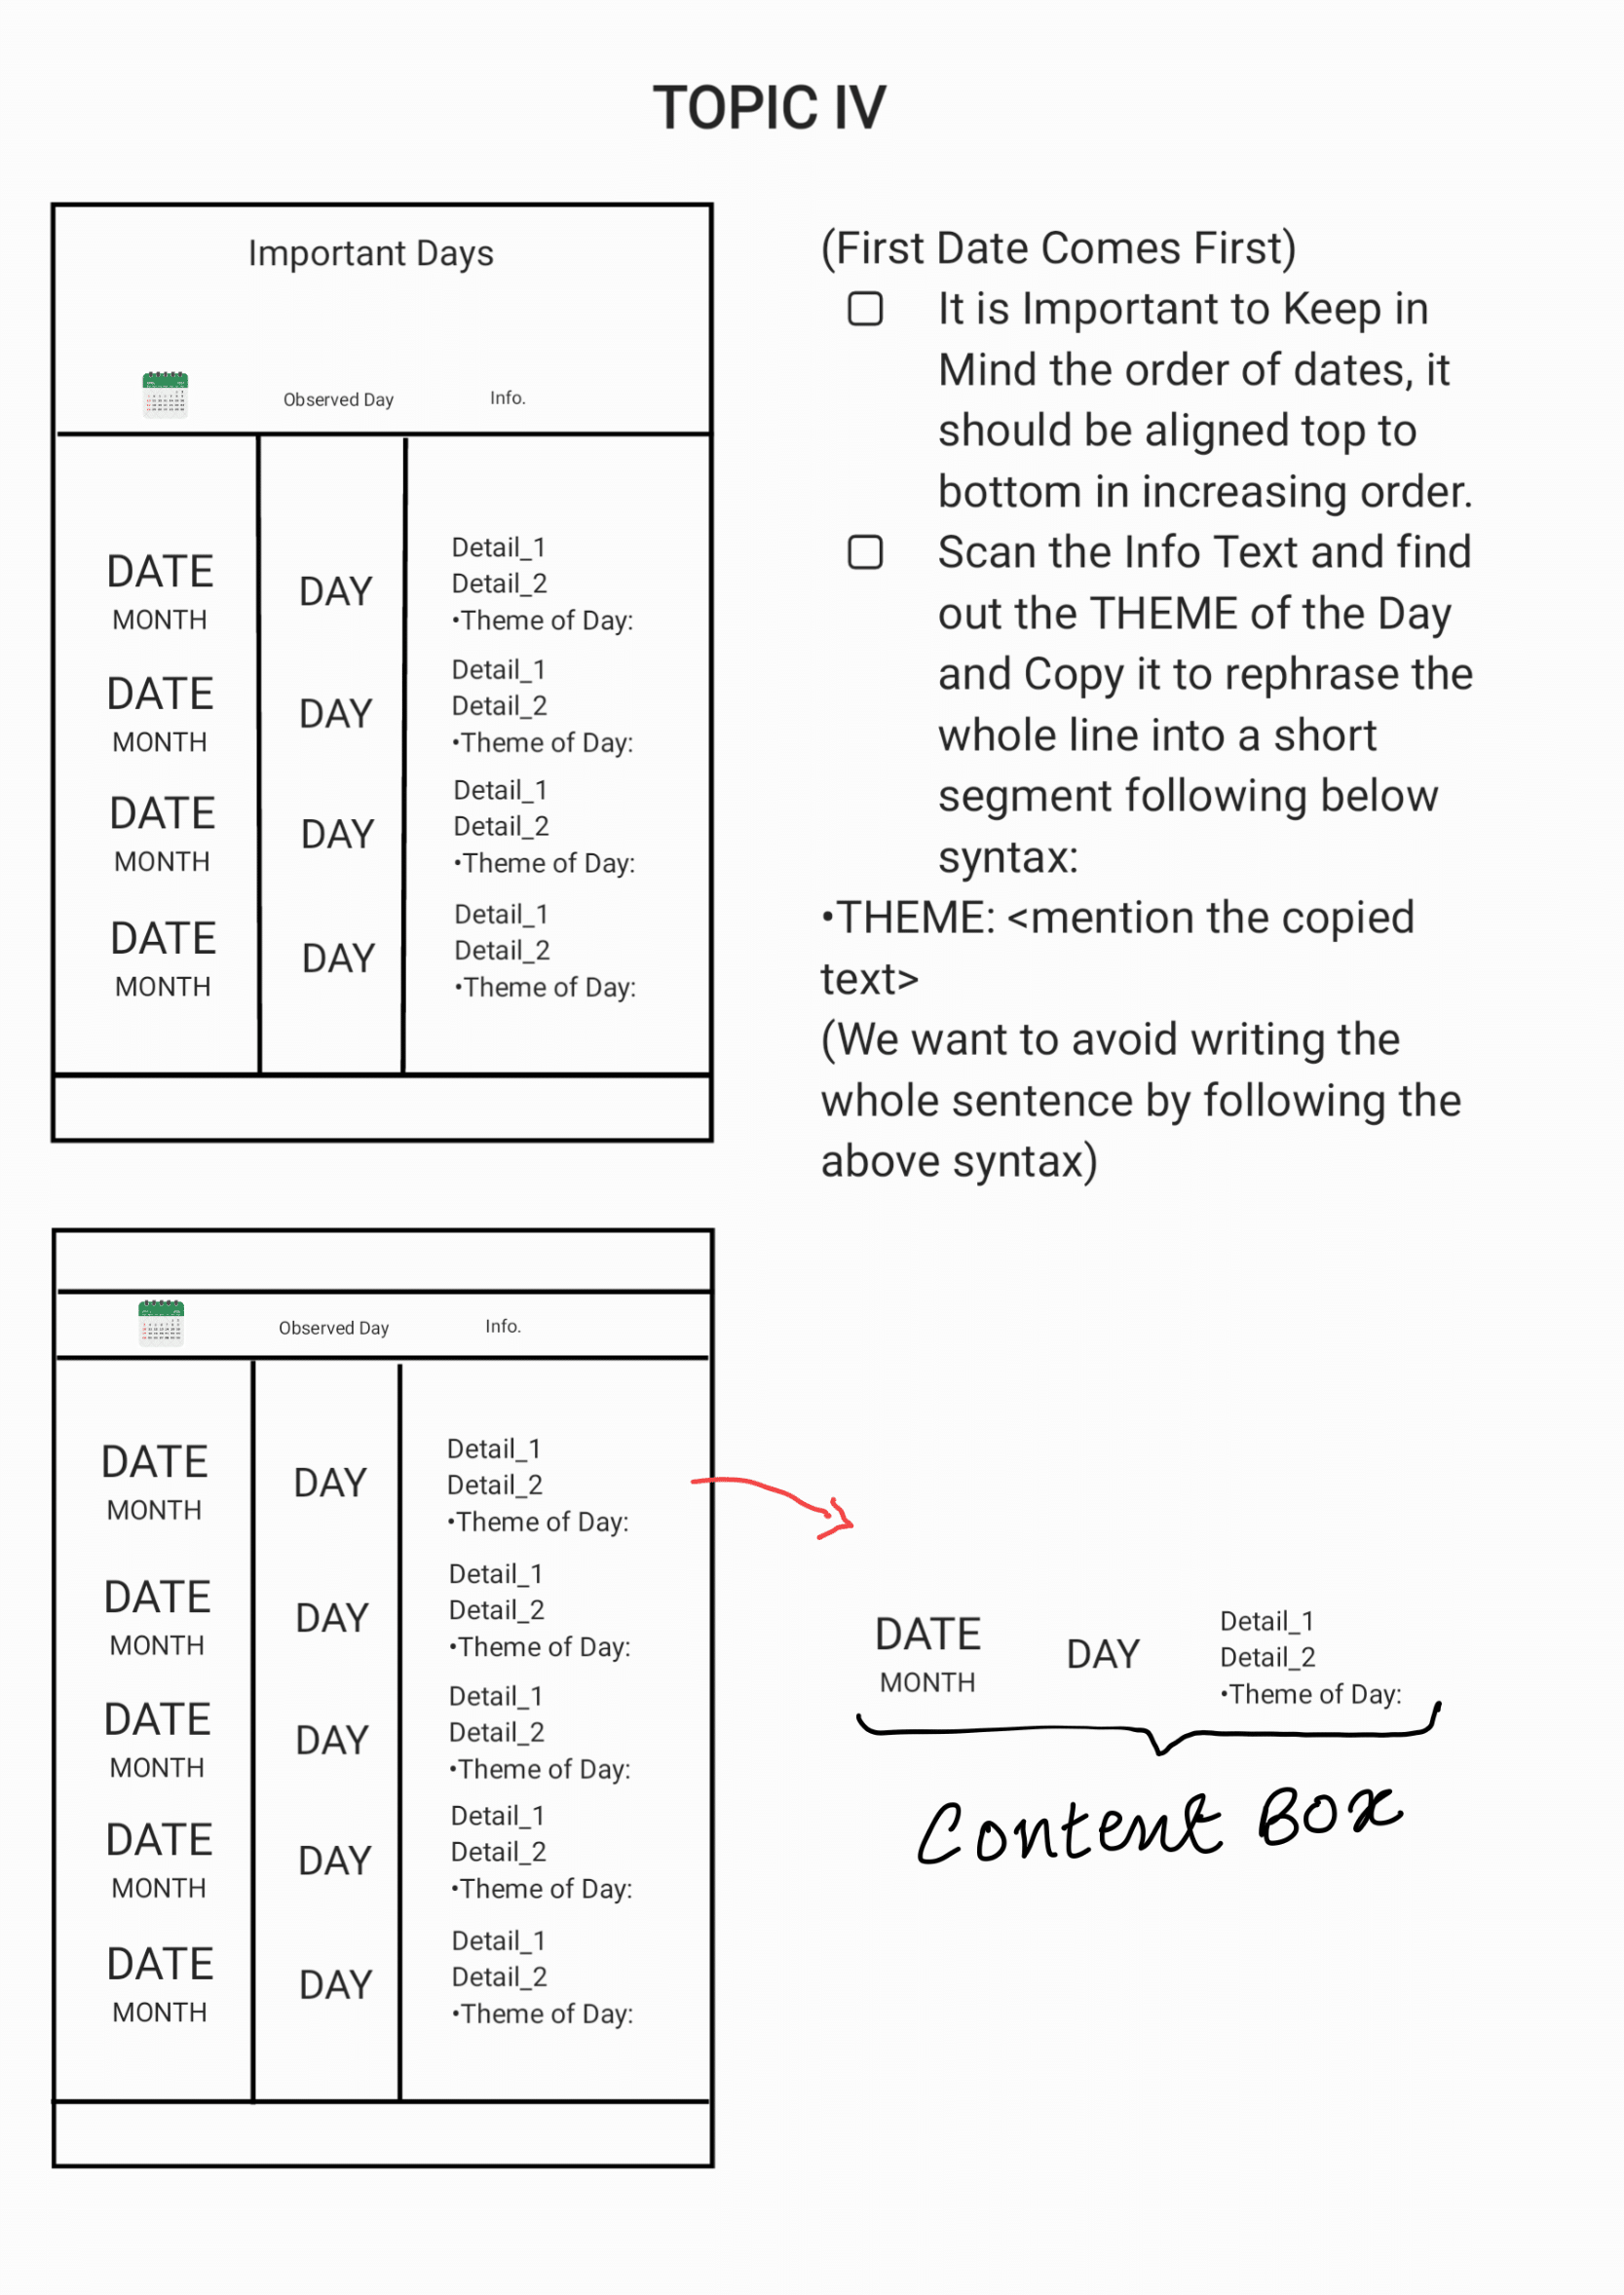 TOPIC IV
Important Days
Observed Day Info.
DATE
MONTH
DAY
Detail_1
Detail_2
•Theme of Day:
DATE
MONTH
DAY
Detail_1
Detail_2
•Theme of Day:
DATE
MONTH
DAY
Detail_1
Detail_2
•Theme of Day:
DATE
MONTH
DAY
Detail_1
Detail_2
•Theme of Day:
(First Date Comes First)
It is Important to Keep in
Mind the order of dates, it
should be aligned top to
bottom in increasing order.
Scan the Info Text and find
out the THEME of the Day
and Copy it to rephrase the
whole line into a short
segment following below
syntax:
•THEME: <mention the copied
text>
(We want to avoid writing the
whole sentence by following the
above syntax)
Observed Day Info.
DATE
MONTH
DAY
Detail_1
Detail_2
•Theme of Day:
DATE
MONTH
DAY
Detail_1
Detail_2
•Theme of Day:
DATE
MONTH
DAY
Detail_1
Detail_2
•Theme of Day:
DATE
MONTH
DAY
Detail_1
Detail_2
•Theme of Day:
DATE
MONTH
DAY
Detail_1
Detail_2
•Theme of Day:
DATE
MONTH
DAY
Detail_1
Detail_2
•Theme of Day:
Content Box